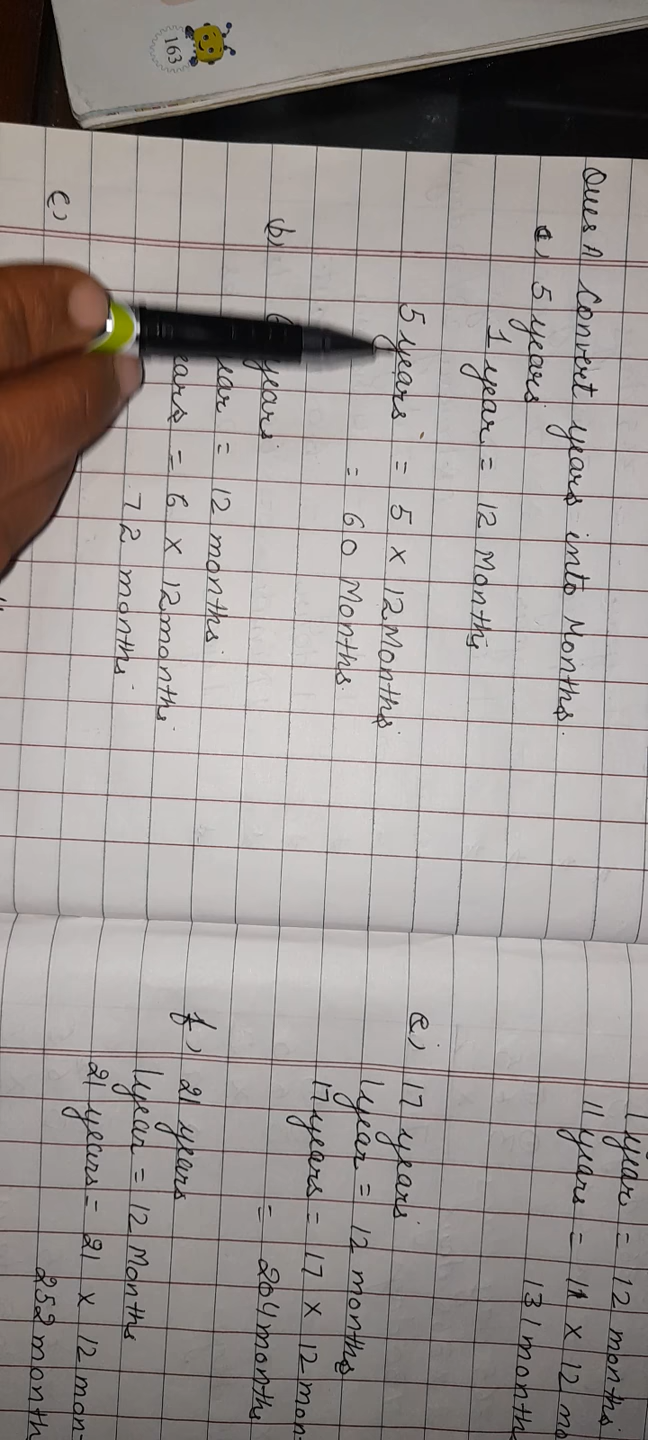 163
Ques A Convert years into Months.
a) 5 years
1 year = 12 Months
5 years = 5 x 12 Months
= 60 Months.
b) 6 years.
= 12 months
= 6 x 12 months
72 months
c)
1 year = 12 months
11 years = 11 x 12 mo
131 month
e) 17 years
1 year = 12 months
17 years = 17 x 12 mon-
= 204 months
f) 21 years
1 year = 12 Months
21 years = 21 x 12 mon-
252 month